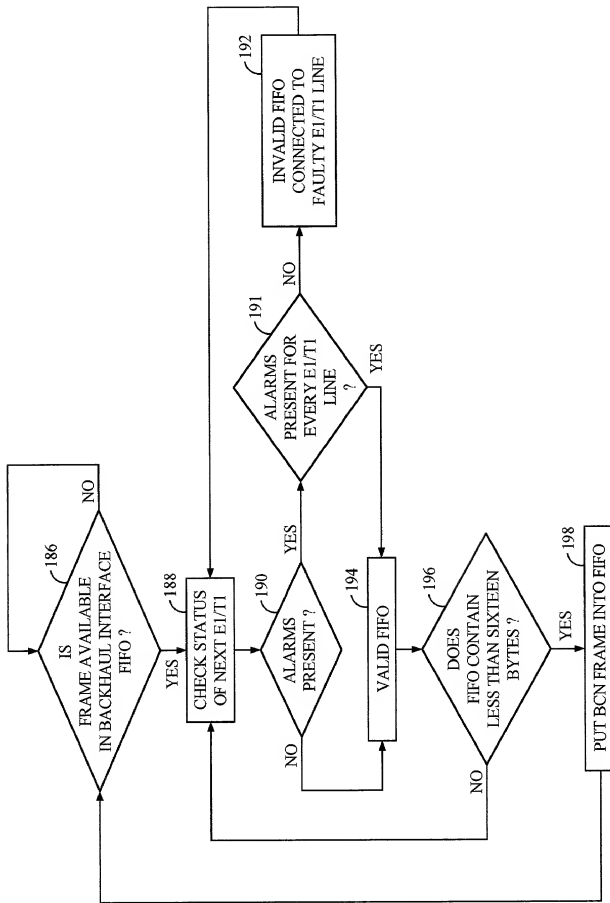 186
IS
FRAME AVAILABLE
IN BACKHAUL INTERFACE
FIFO ?
NO
YES
188
CHECK STATUS
OF NEXT E1/T1
190
ALARMS
PRESENT ?
NO
YES
191
ALARMS
PRESENT FOR
EVERY E1/T1
LINE
?
NO
YES
192
INVALID FIFO
CONNECTED TO
FAULTY E1/T1 LINE
194
VALID FIFO
196
DOES
FIFO CONTAIN
LESS THAN SIXTEEN
BYTES ?
NO
YES
198
PUT BCN FRAME INTO FIFO